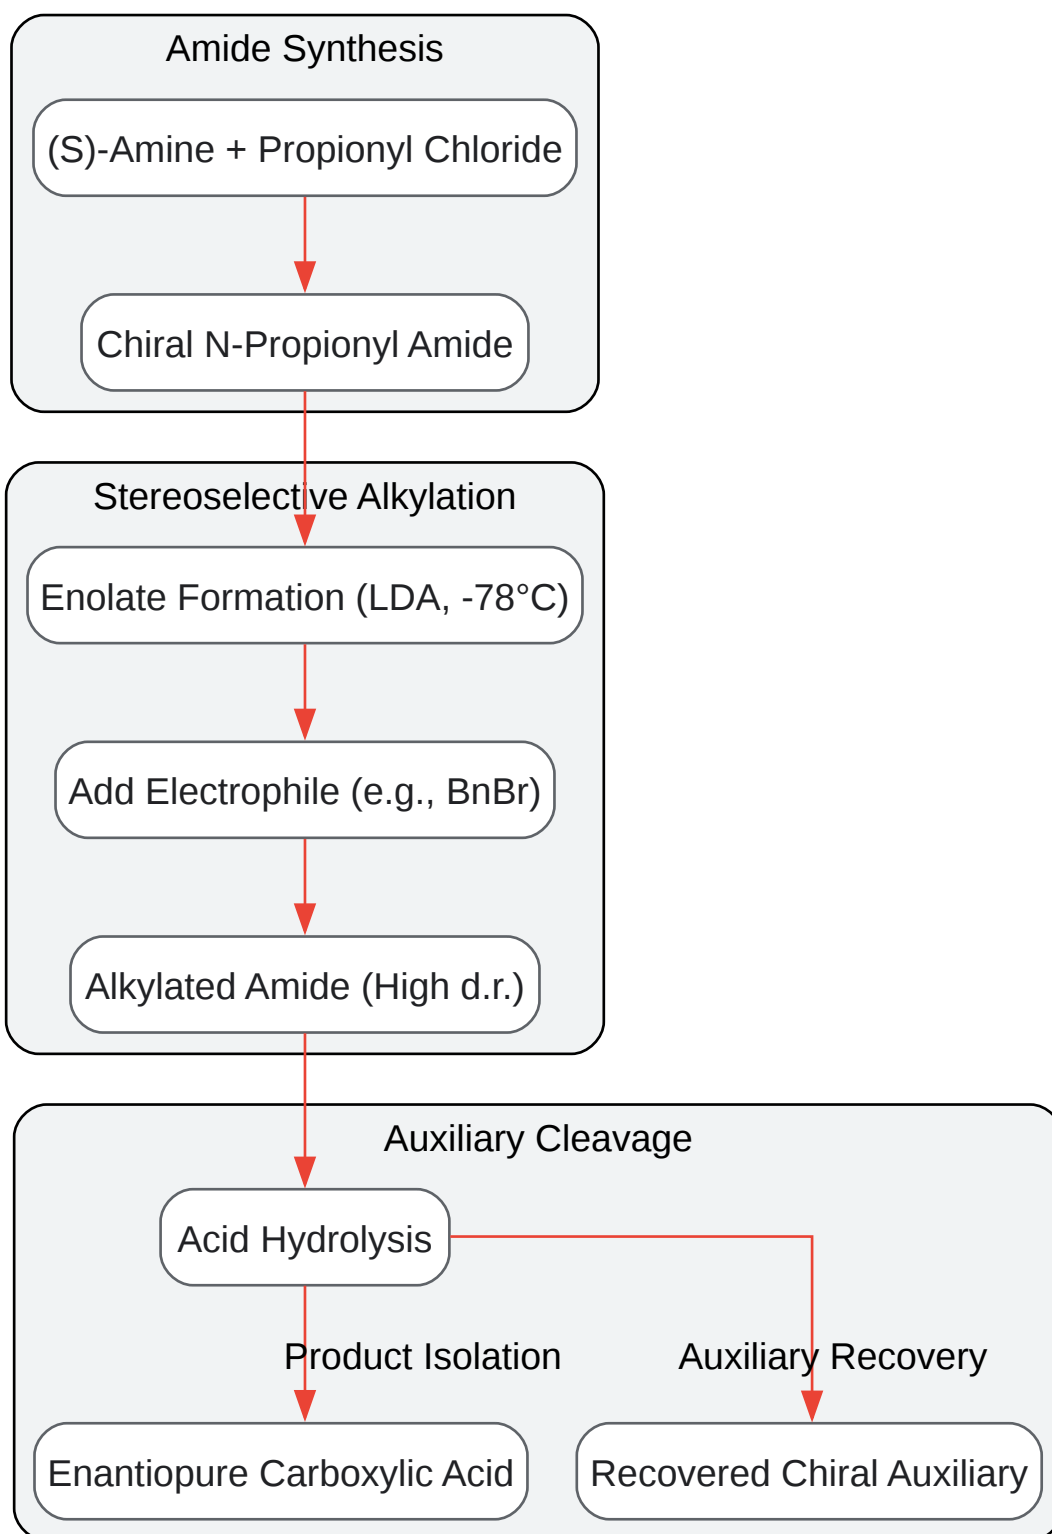 Amide Synthesis
(S)-Amine + Propionyl Chloride
Chiral N-Propionyl Amide
Stereoselective Alkylation
Enolate Formation (LDA, -78°C)
Add Electrophile (e.g., BnBr)
Alkylated Amide (High d.r.)
Auxiliary Cleavage
Acid Hydrolysis
Product Isolation
Auxiliary Recovery
Enantiopure Carboxylic Acid
Recovered Chiral Auxiliary